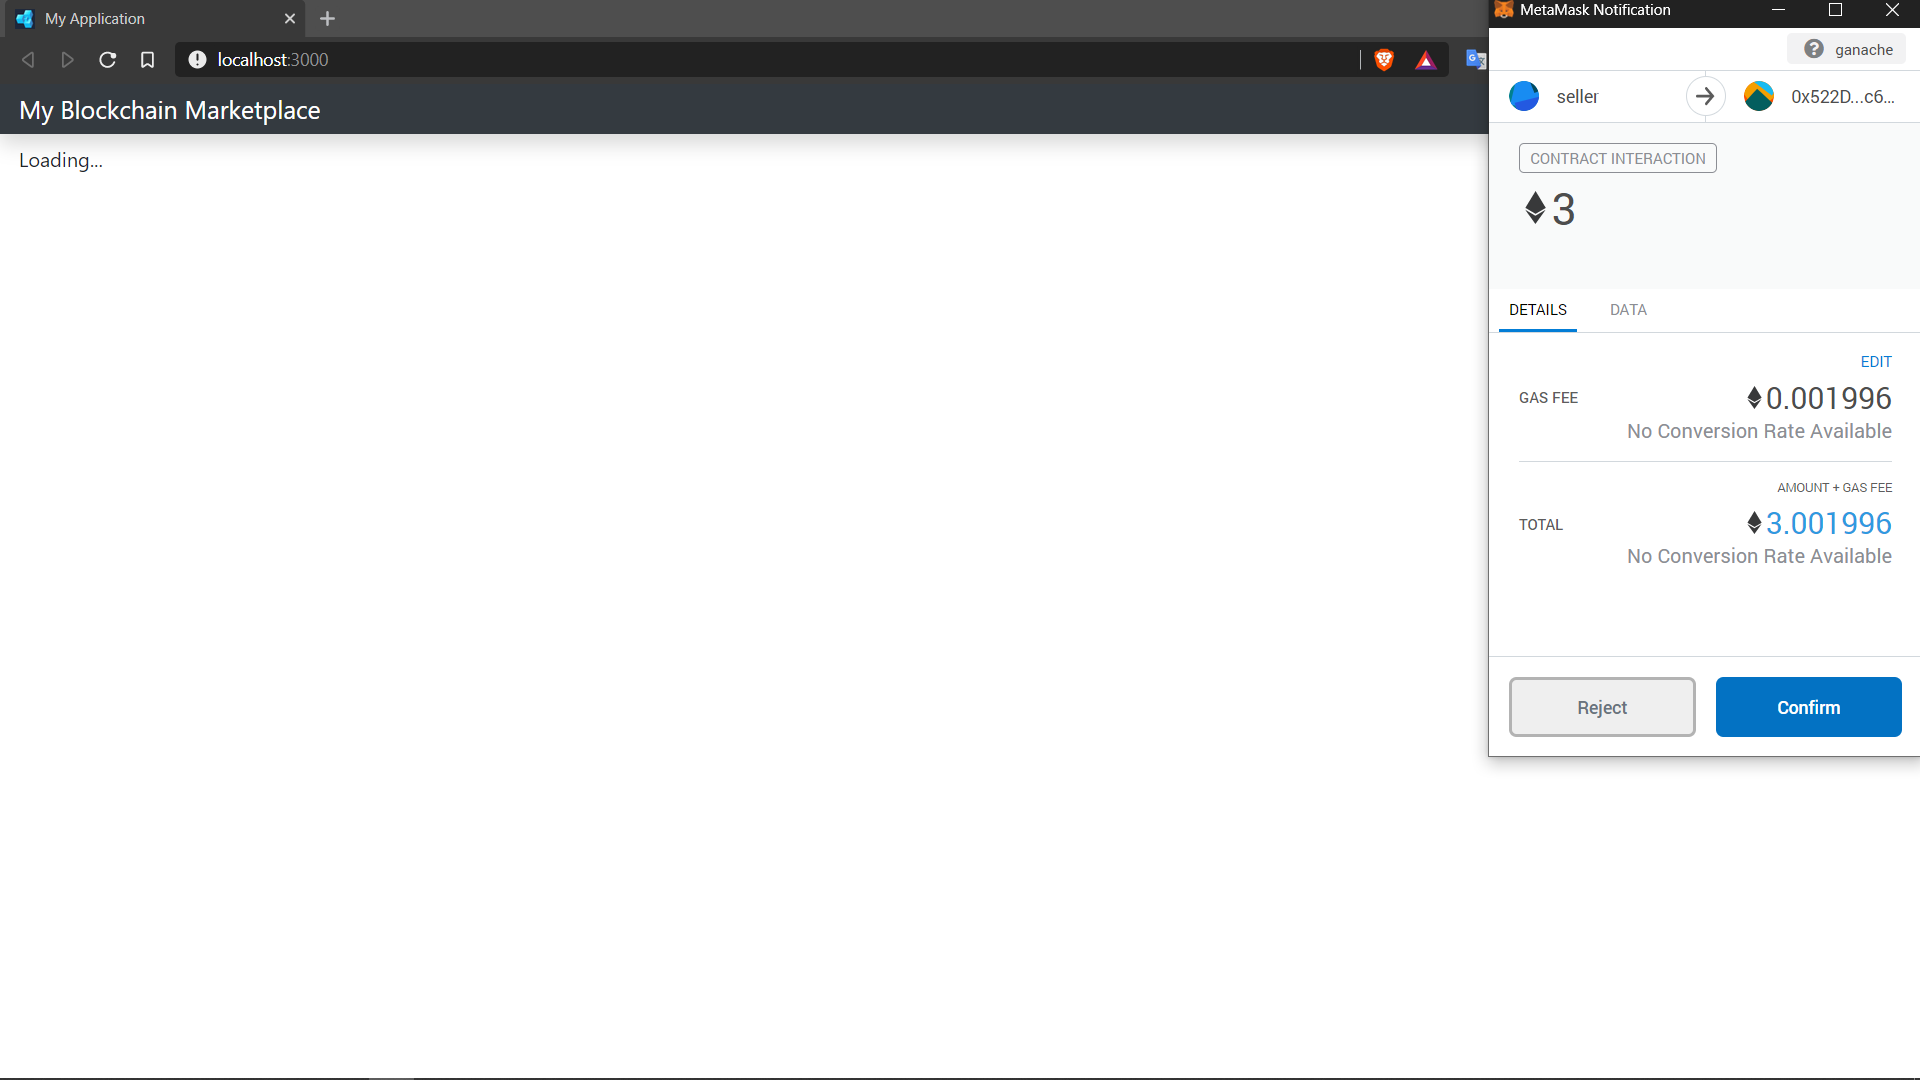 My Application
localhost:3000
My Blockchain Marketplace
Loading...
MetaMask Notification
ganache
seller
0x522D...c6...
CONTRACT INTERACTION
3
DETAILS DATA
EDIT
GAS FEE 0.001996
No Conversion Rate Available
AMOUNT + GAS FEE
TOTAL 3.001996
No Conversion Rate Available
Reject Confirm